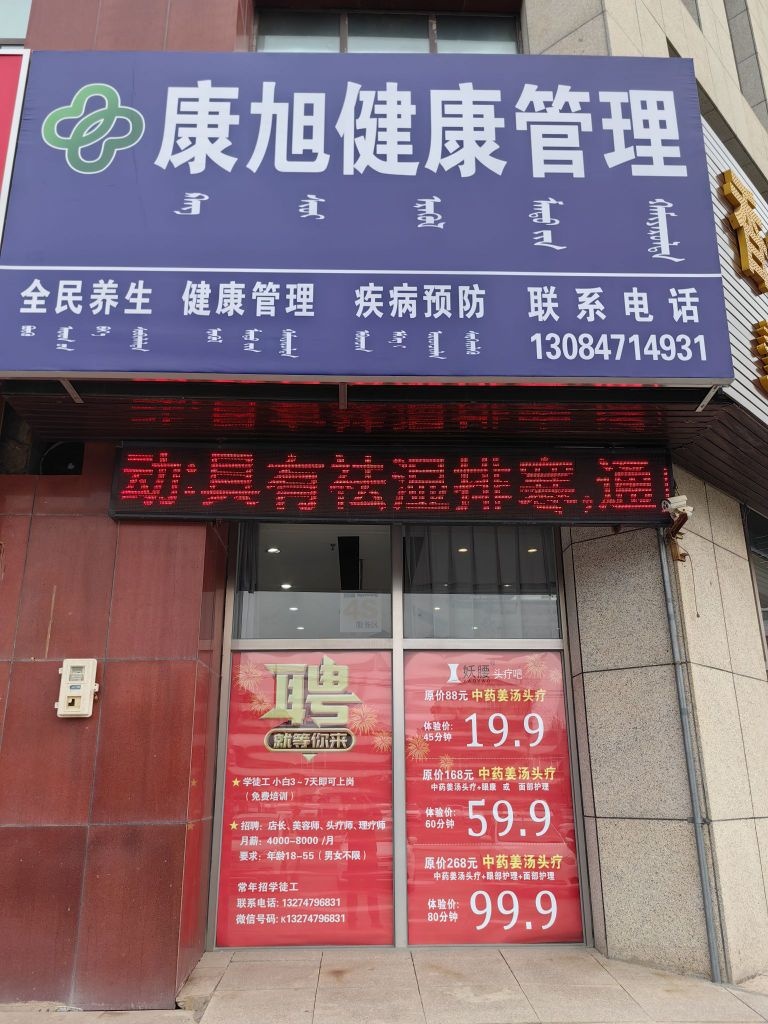 康旭健康管理
全民养生 健康管理 疾病预防 联系电话
13084714931
动:具有祛湿排寒,通
4S
聘
就等你来
★学徒工 小白3~7天即可上岗
（免费培训）
★招聘: 店长、美容师、头疗师、理疗师
月薪: 4000-8000 /月
要求: 年龄18-55（男女不限）
常年招学徒工
联系电话: 13274796831
微信号码: K13274796831
妖腰 头疗吧
原价88元 中药姜汤头疗
体验价:
45分钟
19.9
原价168元 中药姜汤头疗
中药姜汤头疗+眼康 或 面部护理
体验价:
60分钟
59.9
原价268元 中药姜汤头疗
中药姜汤头疗+眼部护理+面部护理
体验价:
80分钟
99.9